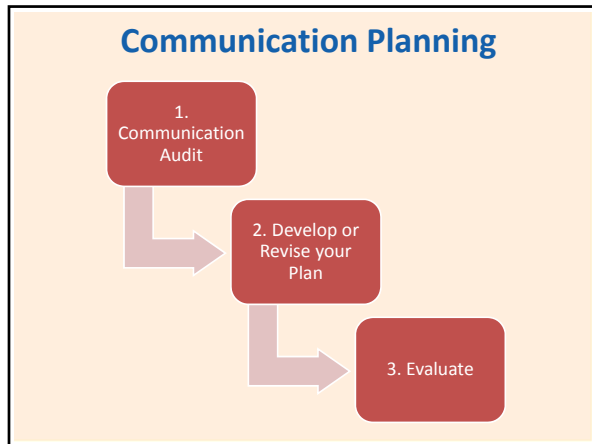 Communication Planning
1.
Communication
Audit
2. Develop or
Revise your
Plan
3. Evaluate